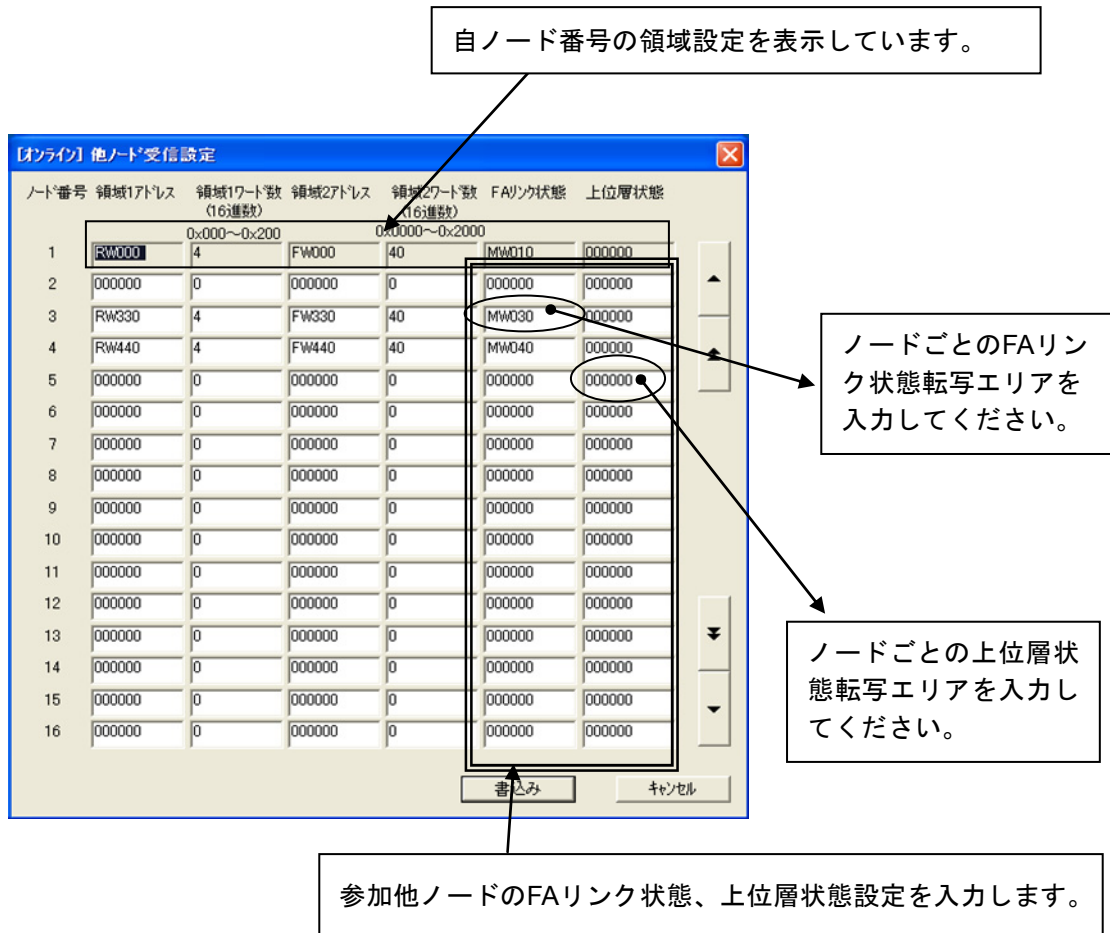 自ノード番号の領域設定を表示しています。
[オンライン] 他ノード受信設定
ノード番号 領域1アドレス 領域1ワード数 領域2アドレス 領域2ワード数 FAリンク状態 上位層状態
(16進数) (16進数)
0x000～0x200 0x0000～0x2000
1 RW000 4 FW000 40 MW010 000000
2 000000 0 000000 0 000000 000000
3 RW330 4 FW330 40 MW030 000000
4 RW440 4 FW440 40 MW040 000000
5 000000 0 000000 0 000000 000000
6 000000 0 000000 0 000000 000000
7 000000 0 000000 0 000000 000000
8 000000 0 000000 0 000000 000000
9 000000 0 000000 0 000000 000000
10 000000 0 000000 0 000000 000000
11 000000 0 000000 0 000000 000000
12 000000 0 000000 0 000000 000000
13 000000 0 000000 0 000000 000000
14 000000 0 000000 0 000000 000000
15 000000 0 000000 0 000000 000000
16 000000 0 000000 0 000000 000000
書込み キャンセル
ノードごとのFAリン
ク状態転写エリアを
入力してください。
ノードごとの上位層状
態転写エリアを入力し
てください。
参加他ノードのFAリンク状態、上位層状態設定を入力します。